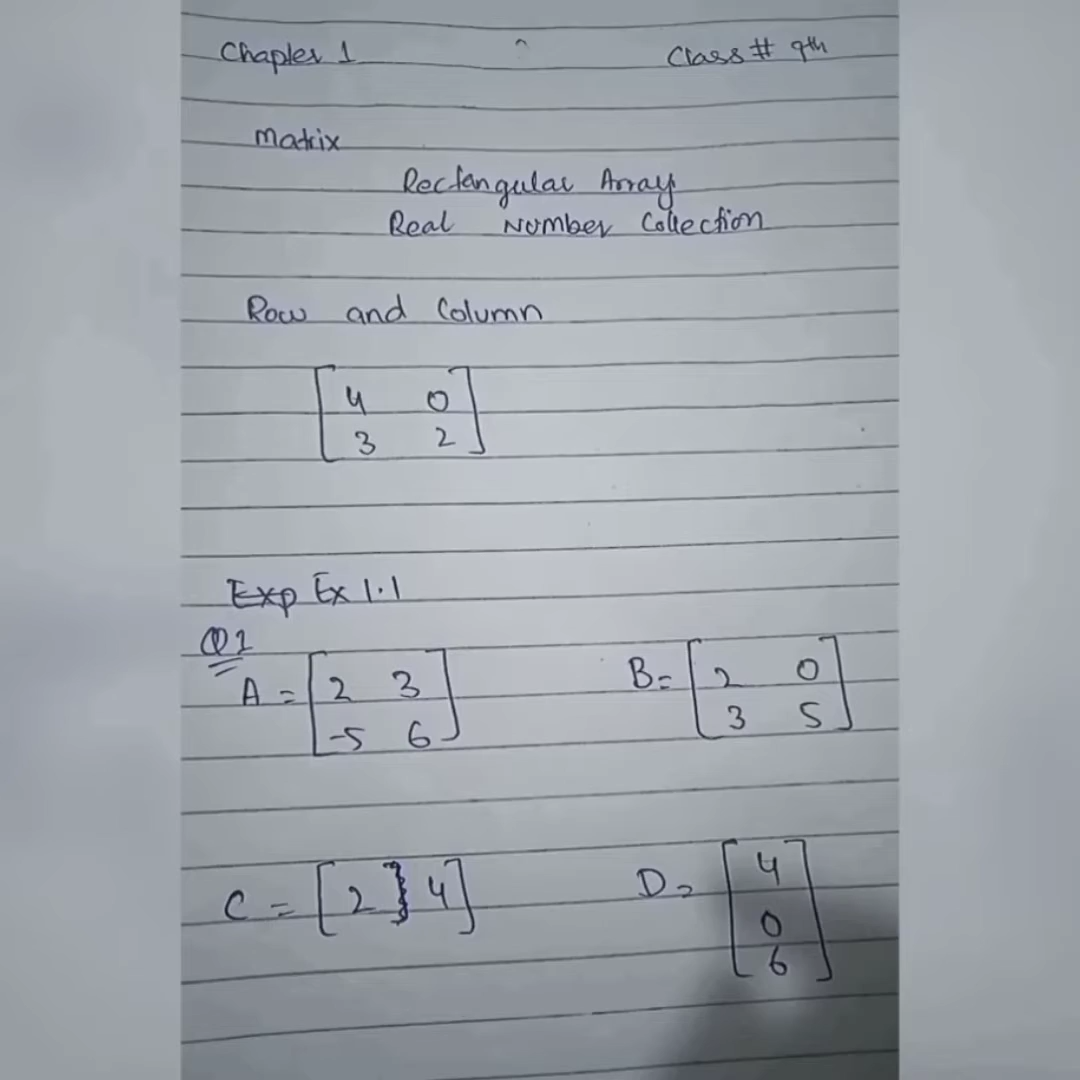 Chapter 1 Class # 9th
Matrix
Rectangular Array
Real Number Collection
Row and Column
[4 0
3 2]
Exp Ex 1.1
Q1
A = [2 3
-5 6]
B = [2 0
3 5]
C = [2 4]
D = [4
0
6]